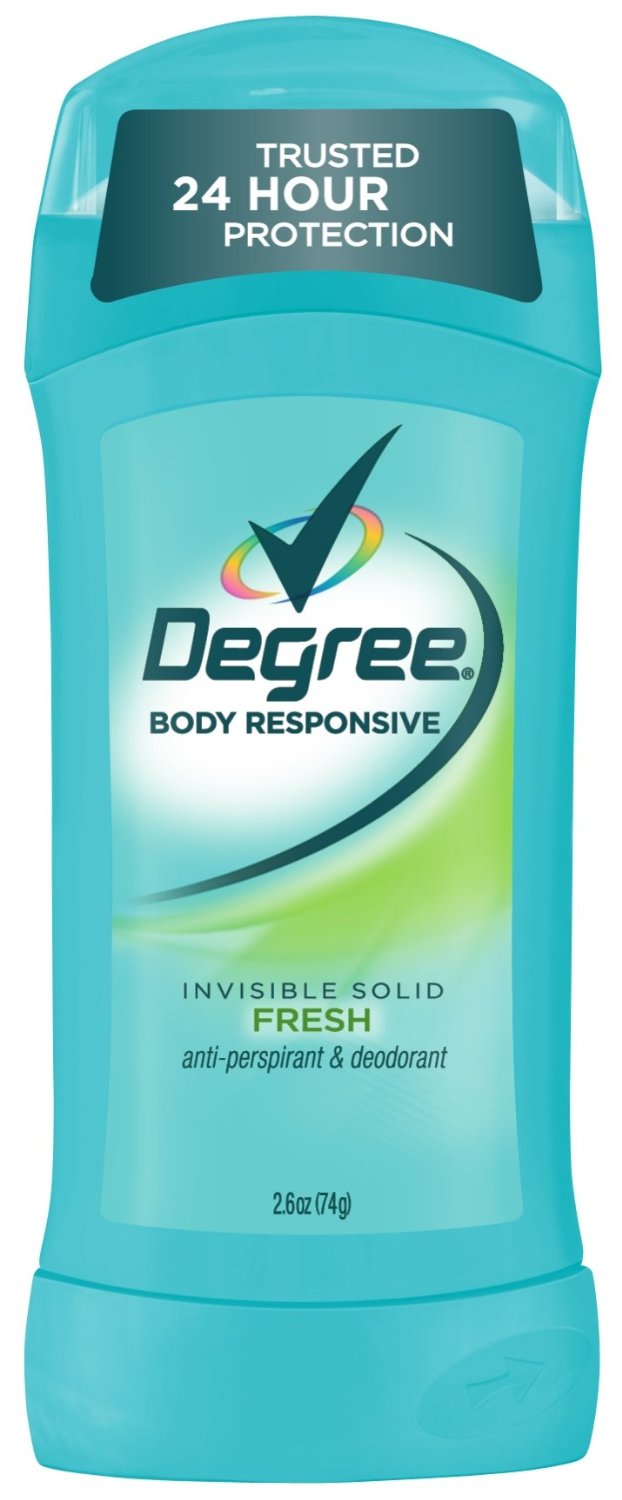 TRUSTED
24 HOUR
PROTECTION
Degree®
BODY RESPONSIVE
INVISIBLE SOLID
FRESH
anti-perspirant & deodorant
2.6oz (74g)